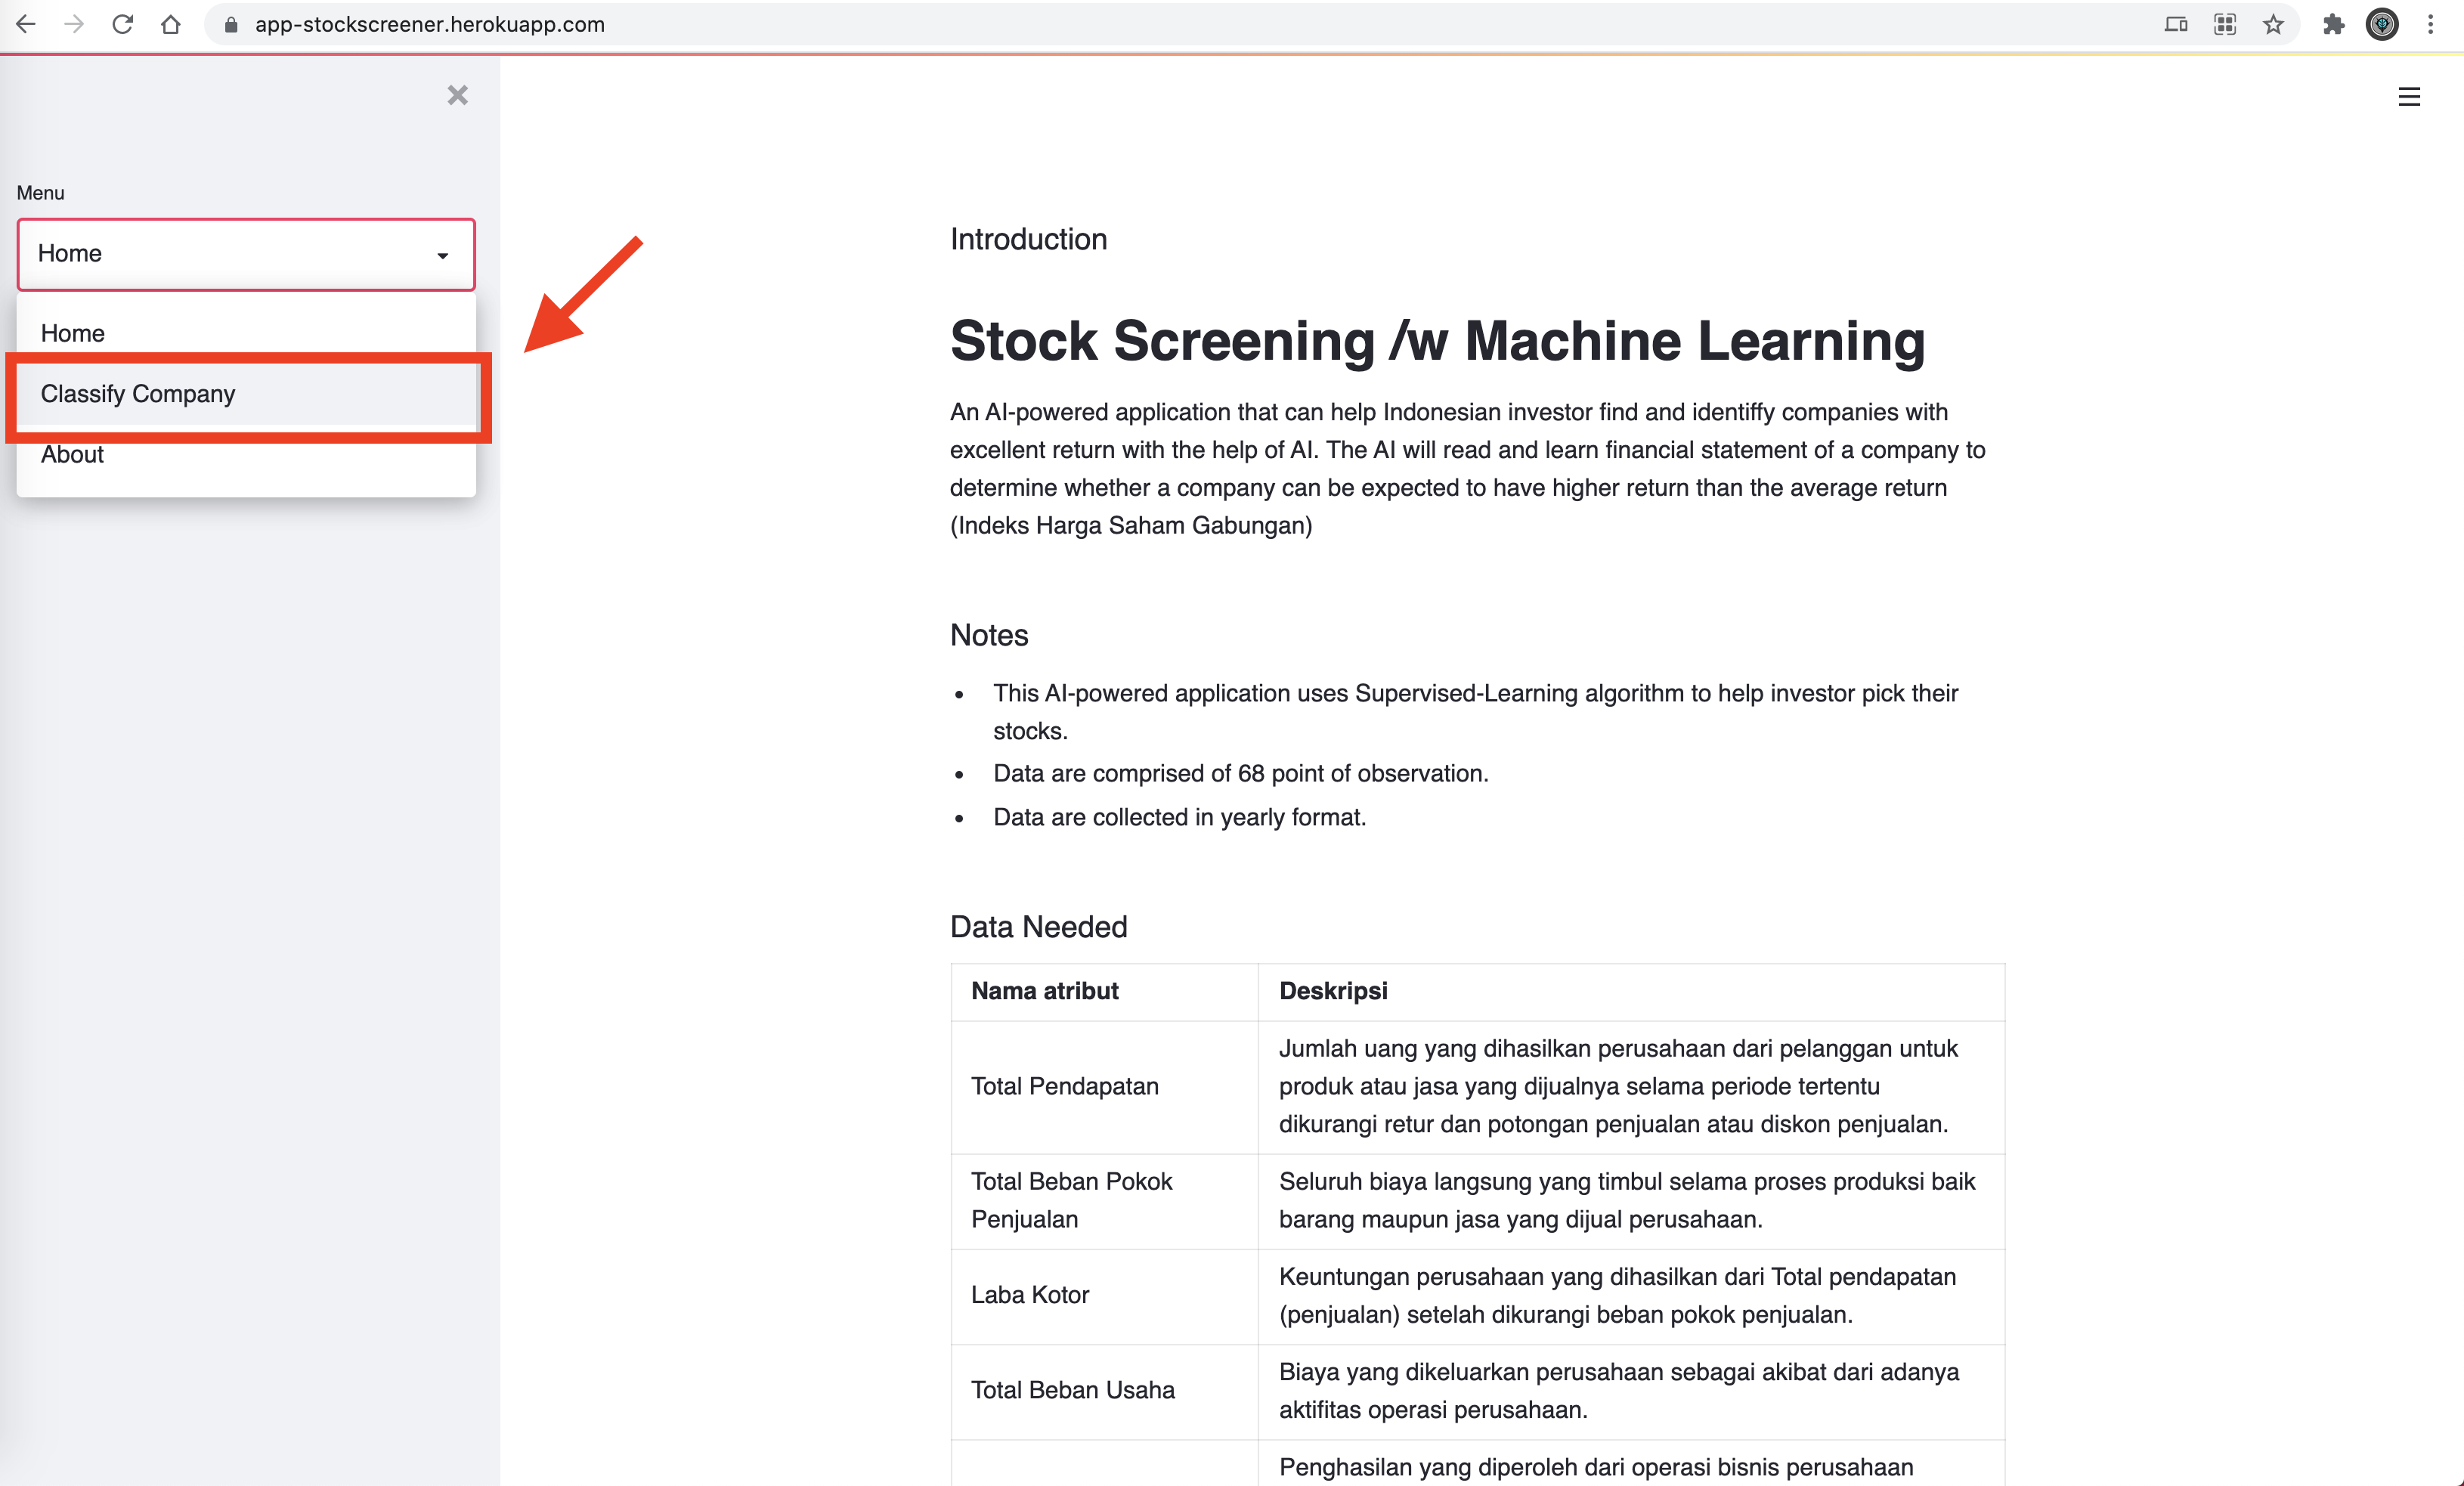 app-stockscreener.herokuapp.com
Menu
Home
Home
Classify Company
About
Introduction
Stock Screening /w Machine Learning
An AI-powered application that can help Indonesian investor find and identiffy companies with
excellent return with the help of AI. The AI will read and learn financial statement of a company to
determine whether a company can be expected to have higher return than the average return
(Indeks Harga Saham Gabungan)
Notes
• This AI-powered application uses Supervised-Learning algorithm to help investor pick their
stocks.
• Data are comprised of 68 point of observation.
• Data are collected in yearly format.
Data Needed
Nama atribut Deskripsi
Total Pendapatan
Jumlah uang yang dihasilkan perusahaan dari pelanggan untuk
produk atau jasa yang dijualnya selama periode tertentu
dikurangi retur dan potongan penjualan atau diskon penjualan.
Total Beban Pokok
Penjualan
Seluruh biaya langsung yang timbul selama proses produksi baik
barang maupun jasa yang dijual perusahaan.
Laba Kotor
Keuntungan perusahaan yang dihasilkan dari Total pendapatan
(penjualan) setelah dikurangi beban pokok penjualan.
Total Beban Usaha
Biaya yang dikeluarkan perusahaan sebagai akibat dari adanya
aktifitas operasi perusahaan.
Penghasilan yang diperoleh dari operasi bisnis perusahaan